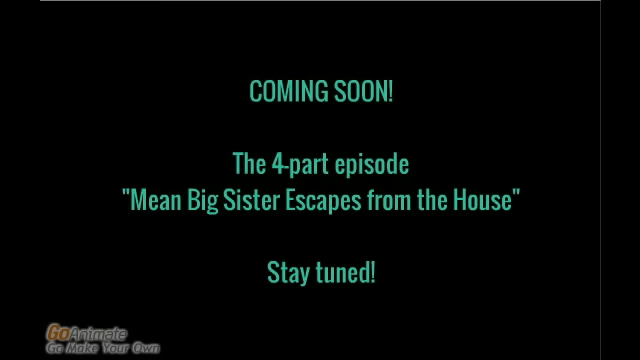 COMING SOON!
The 4-part episode
"Mean Big Sister Escapes from the House"
Stay tuned!
GoAnimate
Go Make Your Own